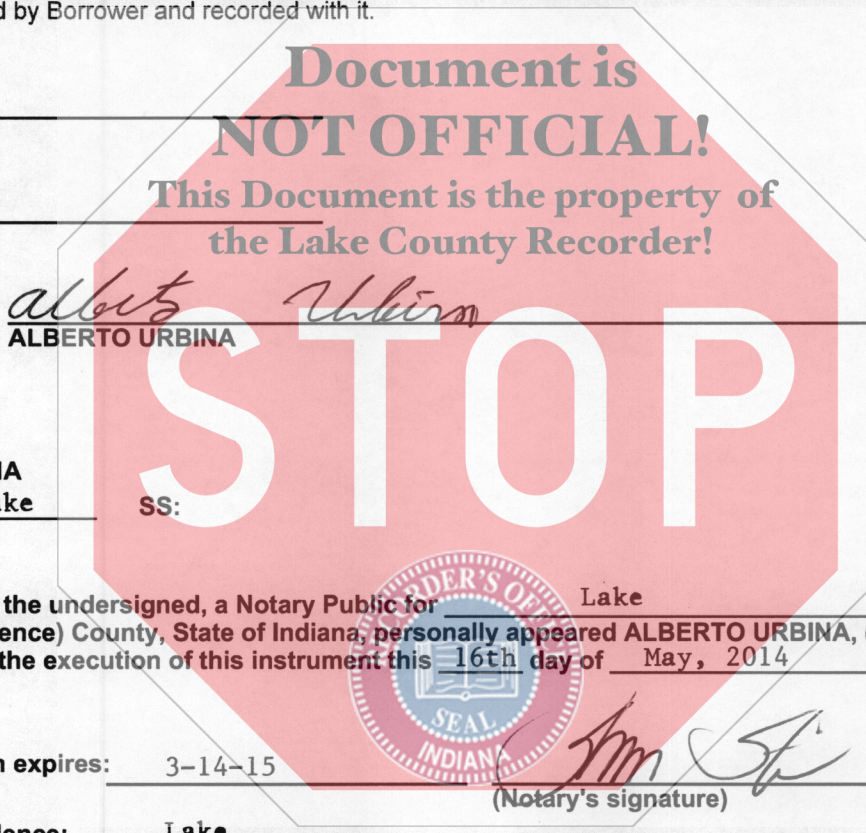 d by Borrower and recorded with it.
Document is
NOT OFFICIAL!
This Document is the property of
the Lake County Recorder!
Alberto Urbina
ALBERTO URBINA
STOP
IA
ke SS:
the undersigned, a Notary Public for Lake
ence) County, State of Indiana, personally appeared ALBERTO URBINA,
the execution of this instrument this 16th day of May, 2014
RECORDER'S OFFICE
SEAL
INDIANA
n expires: 3-14-15
(Notary's signature)
dence: Lake